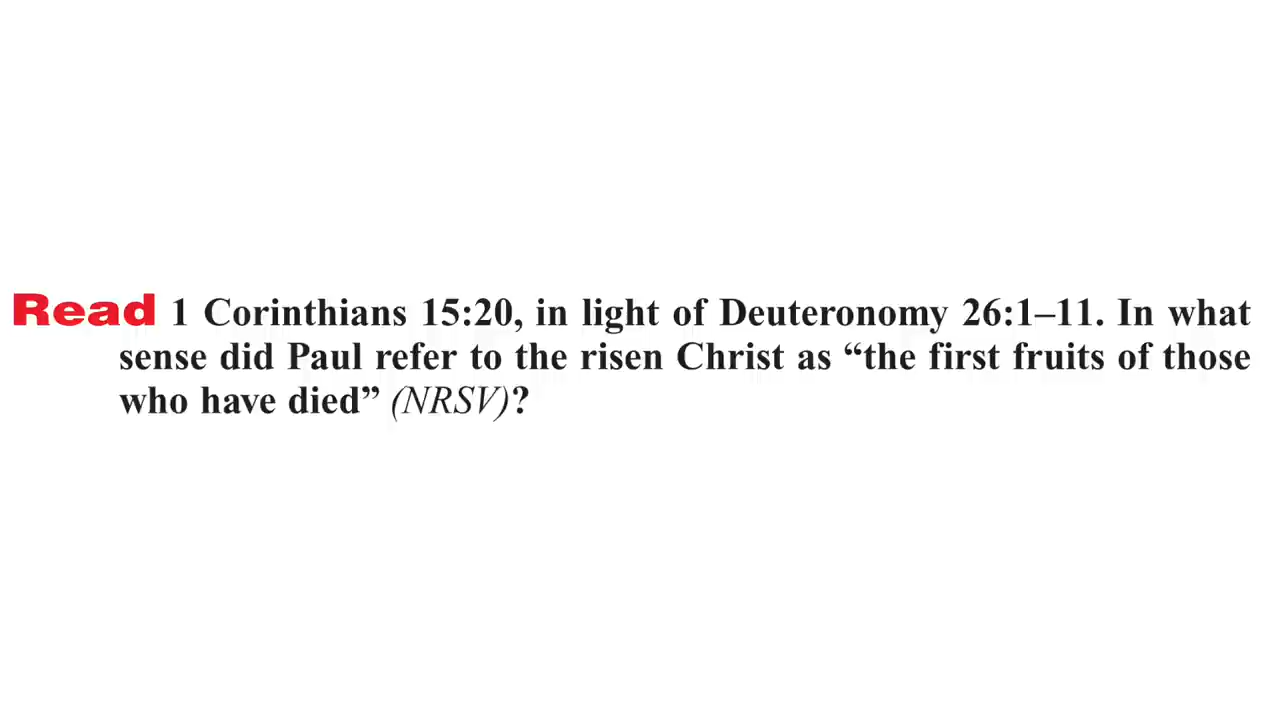 Read 1 Corinthians 15:20, in light of Deuteronomy 26:1–11. In what
sense did Paul refer to the risen Christ as “the first fruits of those
who have died” (NRSV)?